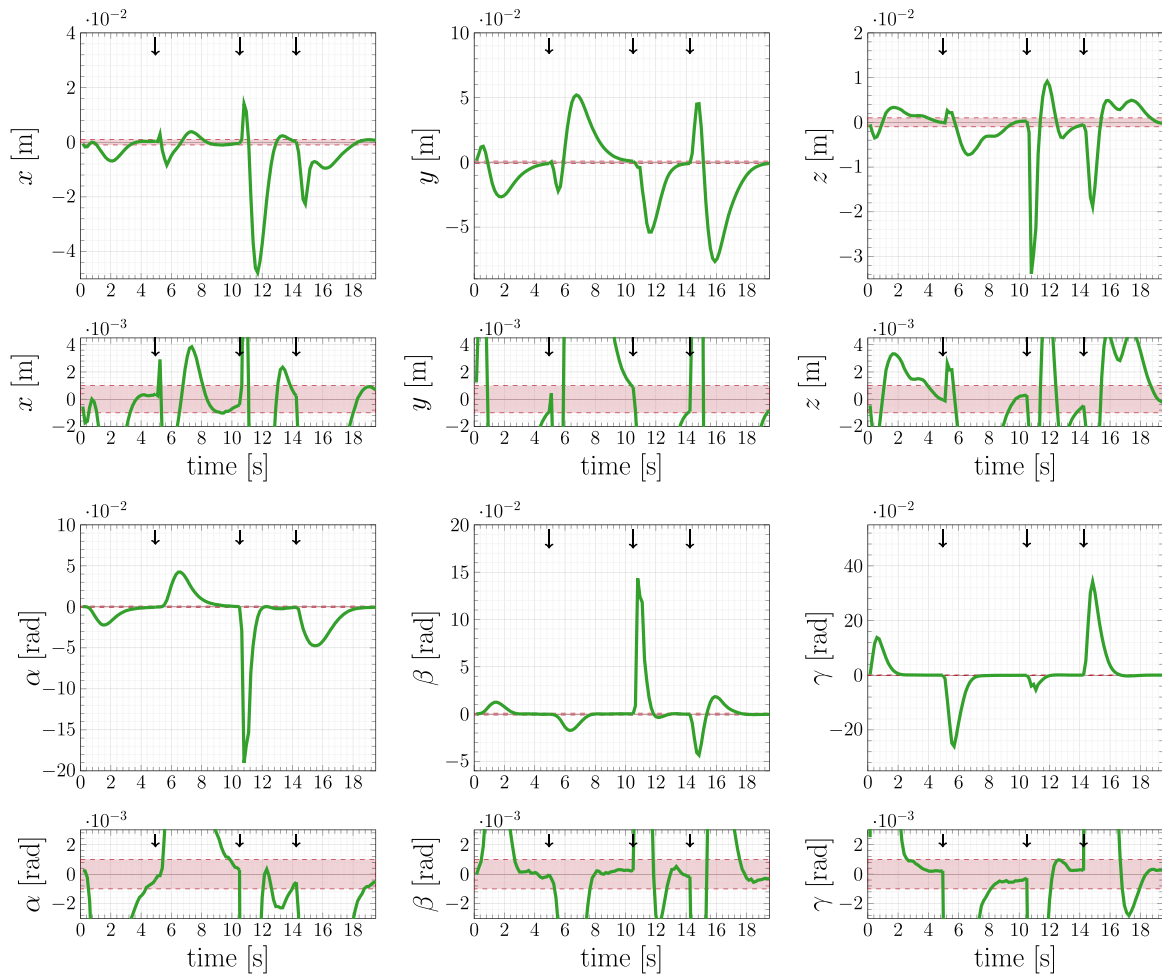 ·10⁻² ·10⁻² ·10⁻²
4 10 2
2 5 1
0 0 0
−2 −5 −1
−4 −2
−3
x [m] y [m] z [m]
0 2 4 6 8 10 12 14 16 18 0 2 4 6 8 10 12 14 16 18 0 2 4 6 8 10 12 14 16 18
·10⁻³ ·10⁻³ ·10⁻³
4 4 4
2 2 2
0 0 0
−2 −2 −2
x [m] y [m] z [m]
0 2 4 6 8 10 12 14 16 18 0 2 4 6 8 10 12 14 16 18 0 2 4 6 8 10 12 14 16 18
time [s] time [s] time [s]
·10⁻² ·10⁻² ·10⁻²
10 20 40
5 15 20
0 10 0
−5 5 −20
−10 0
−15 −5
−20
α [rad] β [rad] γ [rad]
0 2 4 6 8 10 12 14 16 18 0 2 4 6 8 10 12 14 16 18 0 2 4 6 8 10 12 14 16 18
·10⁻³ ·10⁻³ ·10⁻³
2 2 2
0 0 0
−2 −2 −2
α [rad] β [rad] γ [rad]
0 2 4 6 8 10 12 14 16 18 0 2 4 6 8 10 12 14 16 18 0 2 4 6 8 10 12 14 16 18
time [s] time [s] time [s]